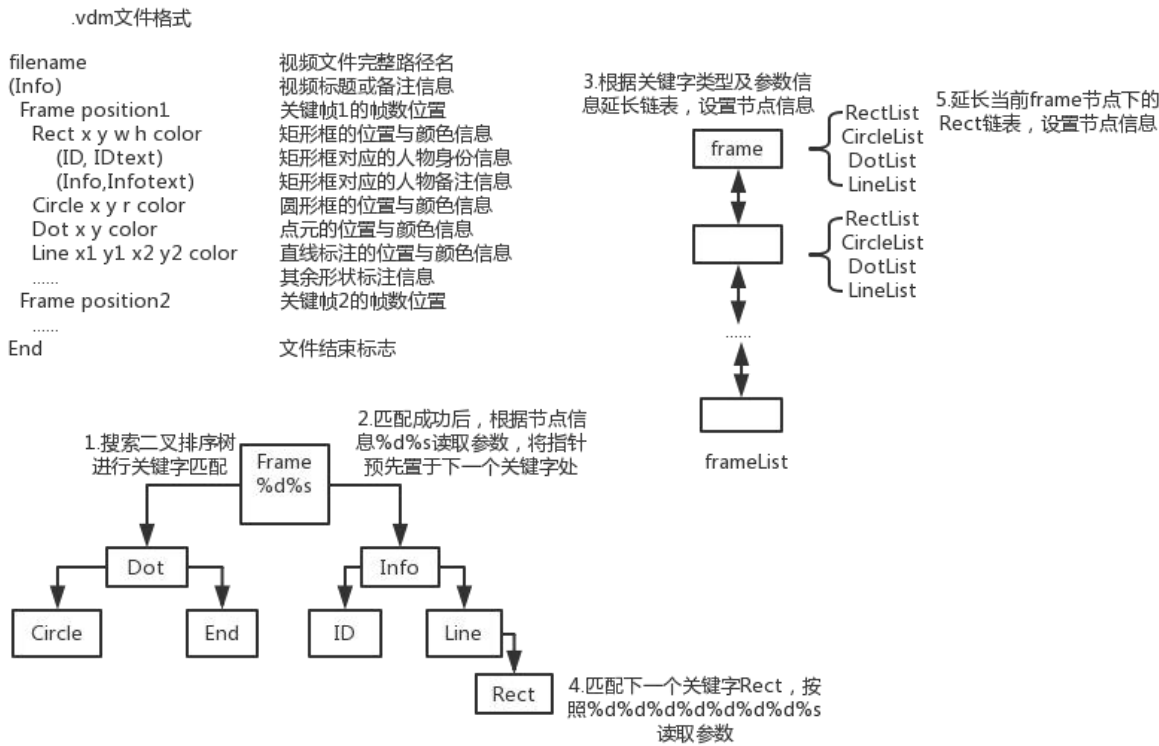 .vdm文件格式
filename 视频文件完整路径名
(Info) 视频标题或备注信息
Frame position1 关键帧1的帧数位置
Rect x y w h color 矩形框的位置与颜色信息
(ID, IDtext) 矩形框对应的人物身份信息
(Info,Infotext) 矩形框对应的人物备注信息
Circle x y r color 圆形框的位置与颜色信息
Dot x y color 点元的位置与颜色信息
Line x1 y1 x2 y2 color 直线标注的位置与颜色信息
...... 其余形状标注信息
Frame position2 关键帧2的帧数位置
......
End 文件结束标志
3.根据关键字类型及参数信
息延长链表，设置节点信息
frame
RectList
CircleList
DotList
LineList
5.延长当前frame节点下的
Rect链表，设置节点信息
RectList
CircleList
DotList
LineList
......
frameList
1.搜索二叉排序树
进行关键字匹配
Frame
%d%s
2.匹配成功后，根据节点信
息%d%s读取参数，将指针
预先置于下一个关键字处
Dot
Info
Circle
End
ID
Line
Rect
4.匹配下一个关键字Rect，按
照%d%d%d%d%d%d%d%s
读取参数